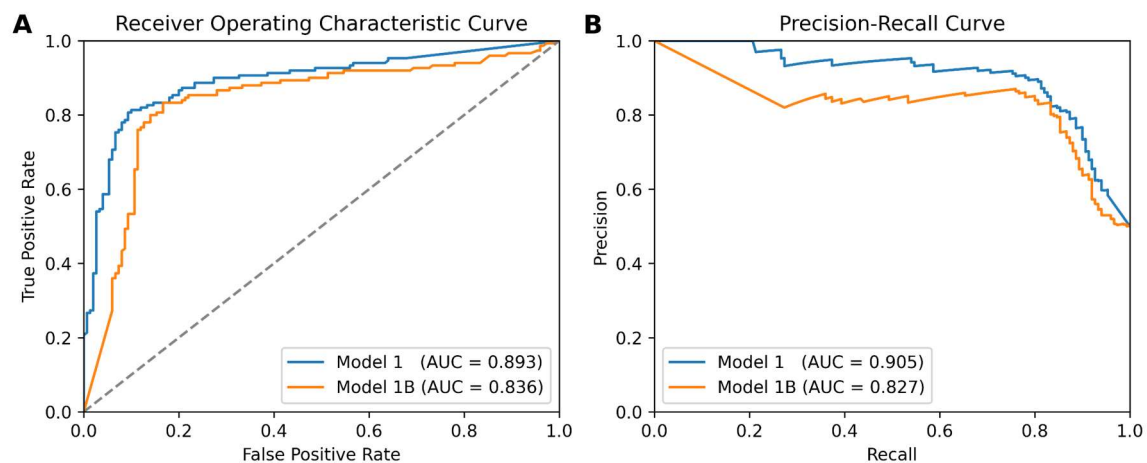 A
Receiver Operating Characteristic Curve
1.0
0.8
0.6
0.4
0.2
0.0
True Positive Rate
0.0 0.2 0.4 0.6 0.8 1.0
False Positive Rate
Model 1 (AUC = 0.893)
Model 1B (AUC = 0.836)
B
Precision-Recall Curve
1.0
0.8
0.6
0.4
0.2
0.0
Precision
0.0 0.2 0.4 0.6 0.8 1.0
Recall
Model 1 (AUC = 0.905)
Model 1B (AUC = 0.827)